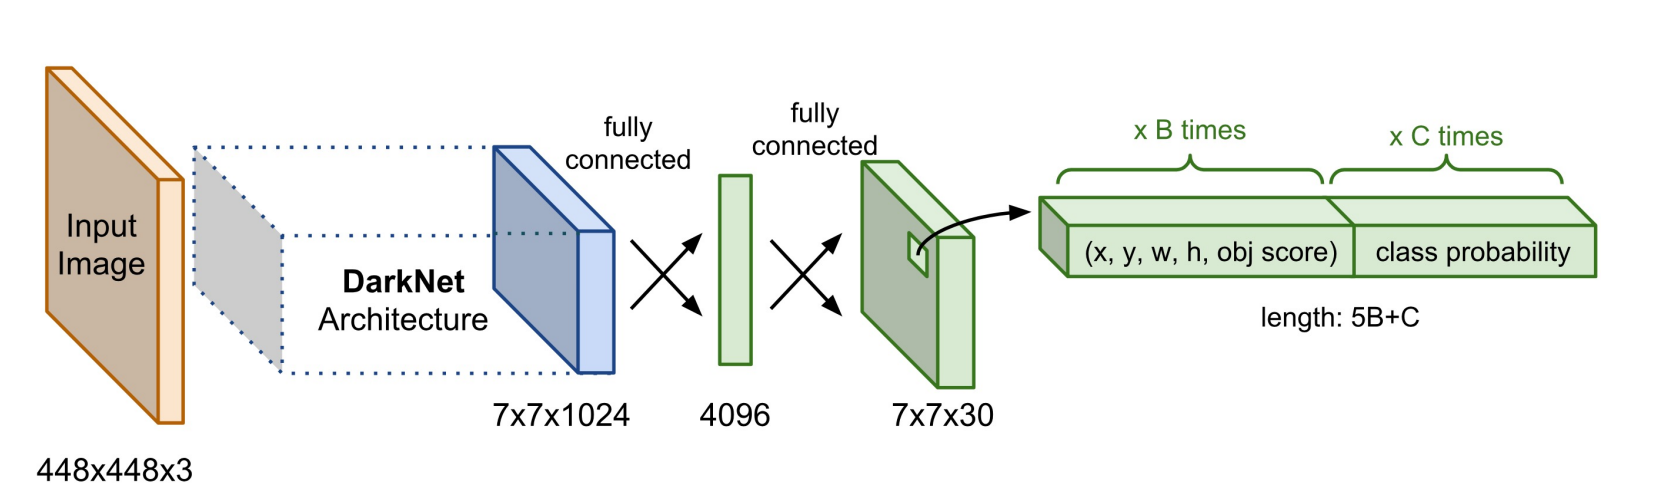 Input
Image
448x448x3
DarkNet
Architecture
7x7x1024
fully
connected
4096
fully
connected
7x7x30
x B times
x C times
(x, y, w, h, obj score)
class probability
length: 5B+C